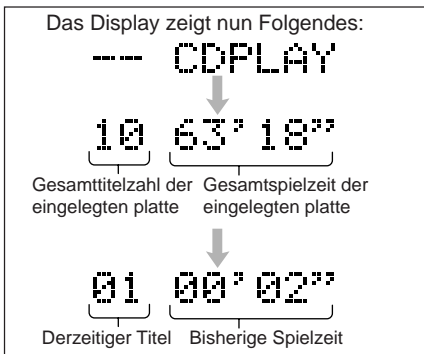 Das Display zeigt nun Folgendes:
-- CDPLAY
10 63’18”
Gesamttitelzahl der Gesamtspielzeit der
eingelegten platte eingelegten platte
01 00’02”
Derzeitiger Titel Bisherige Spielzeit